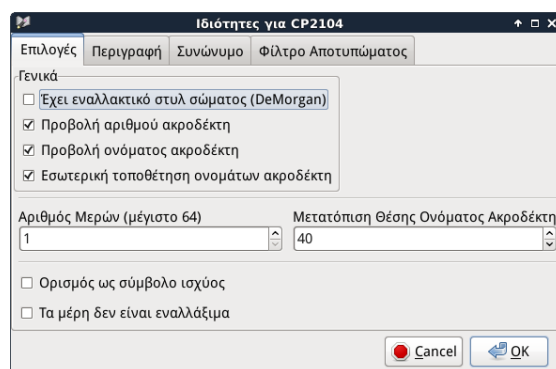 Ιδιότητες για CP2104
Επιλογές Περιγραφή Συνώνυμο Φίλτρο Αποτυπώματος
Γενικά
Έχει εναλλακτικό στυλ σώματος (DeMorgan)
Προβολή αριθμού ακροδέκτη
Προβολή ονόματος ακροδέκτη
Εσωτερική τοποθέτηση ονομάτων ακροδέκτη
Αριθμός Μερών (μέγιστο 64) Μετατόπιση Θέσης Ονόματος Ακροδέκτη
1 40
Ορισμός ως σύμβολο ισχύος
Τα μέρη δεν είναι εναλλάξιμα
Cancel OK